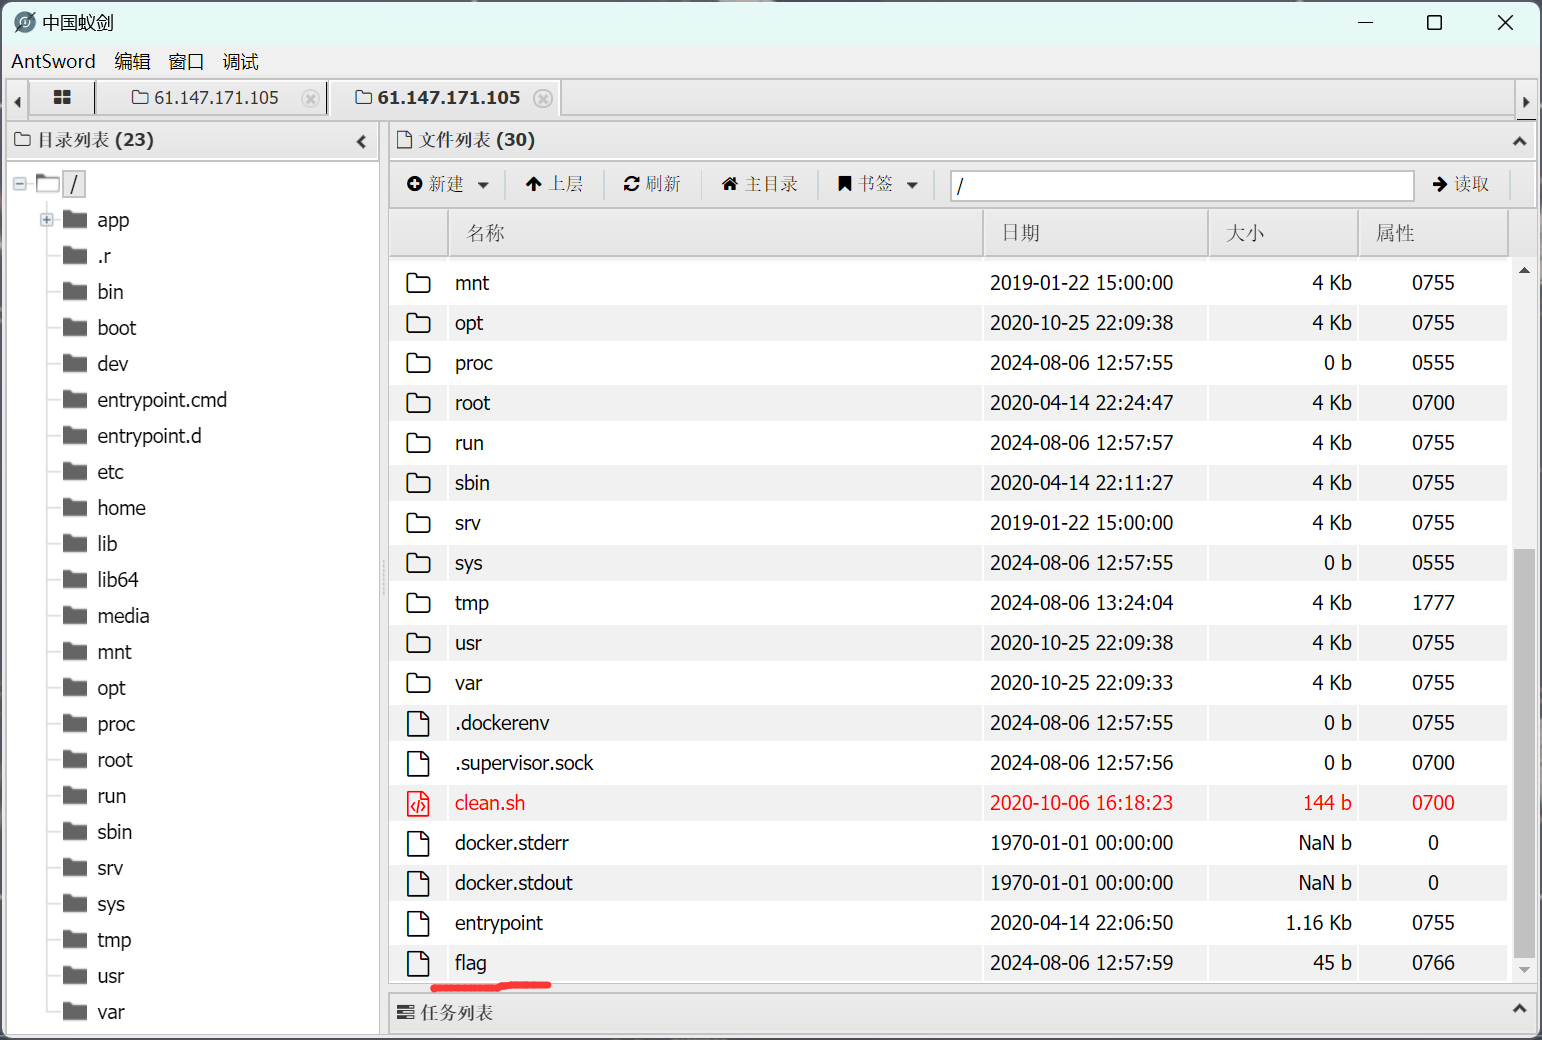 中国蚁剑
AntSword 编辑 窗口 调试
61.147.171.105 61.147.171.105
目录列表 (23)
/
app
.r
bin
boot
dev
entrypoint.cmd
entrypoint.d
etc
home
lib
lib64
media
mnt
opt
proc
root
run
sbin
srv
sys
tmp
usr
var
文件列表 (30)
新建 上层 刷新 主目录 书签 / 读取
名称 日期 大小 属性
mnt 2019-01-22 15:00:00 4 Kb 0755
opt 2020-10-25 22:09:38 4 Kb 0755
proc 2024-08-06 12:57:55 0 b 0555
root 2020-04-14 22:24:47 4 Kb 0700
run 2024-08-06 12:57:57 4 Kb 0755
sbin 2020-04-14 22:11:27 4 Kb 0755
srv 2019-01-22 15:00:00 4 Kb 0755
sys 2024-08-06 12:57:55 0 b 0555
tmp 2024-08-06 13:24:04 4 Kb 1777
usr 2020-10-25 22:09:38 4 Kb 0755
var 2020-10-25 22:09:33 4 Kb 0755
.dockerenv 2024-08-06 12:57:55 0 b 0755
.supervisor.sock 2024-08-06 12:57:56 0 b 0700
clean.sh 2020-10-06 16:18:23 144 b 0700
docker.stderr 1970-01-01 00:00:00 NaN b 0
docker.stdout 1970-01-01 00:00:00 NaN b 0
entrypoint 2020-04-14 22:06:50 1.16 Kb 0755
flag 2024-08-06 12:57:59 45 b 0766
任务列表